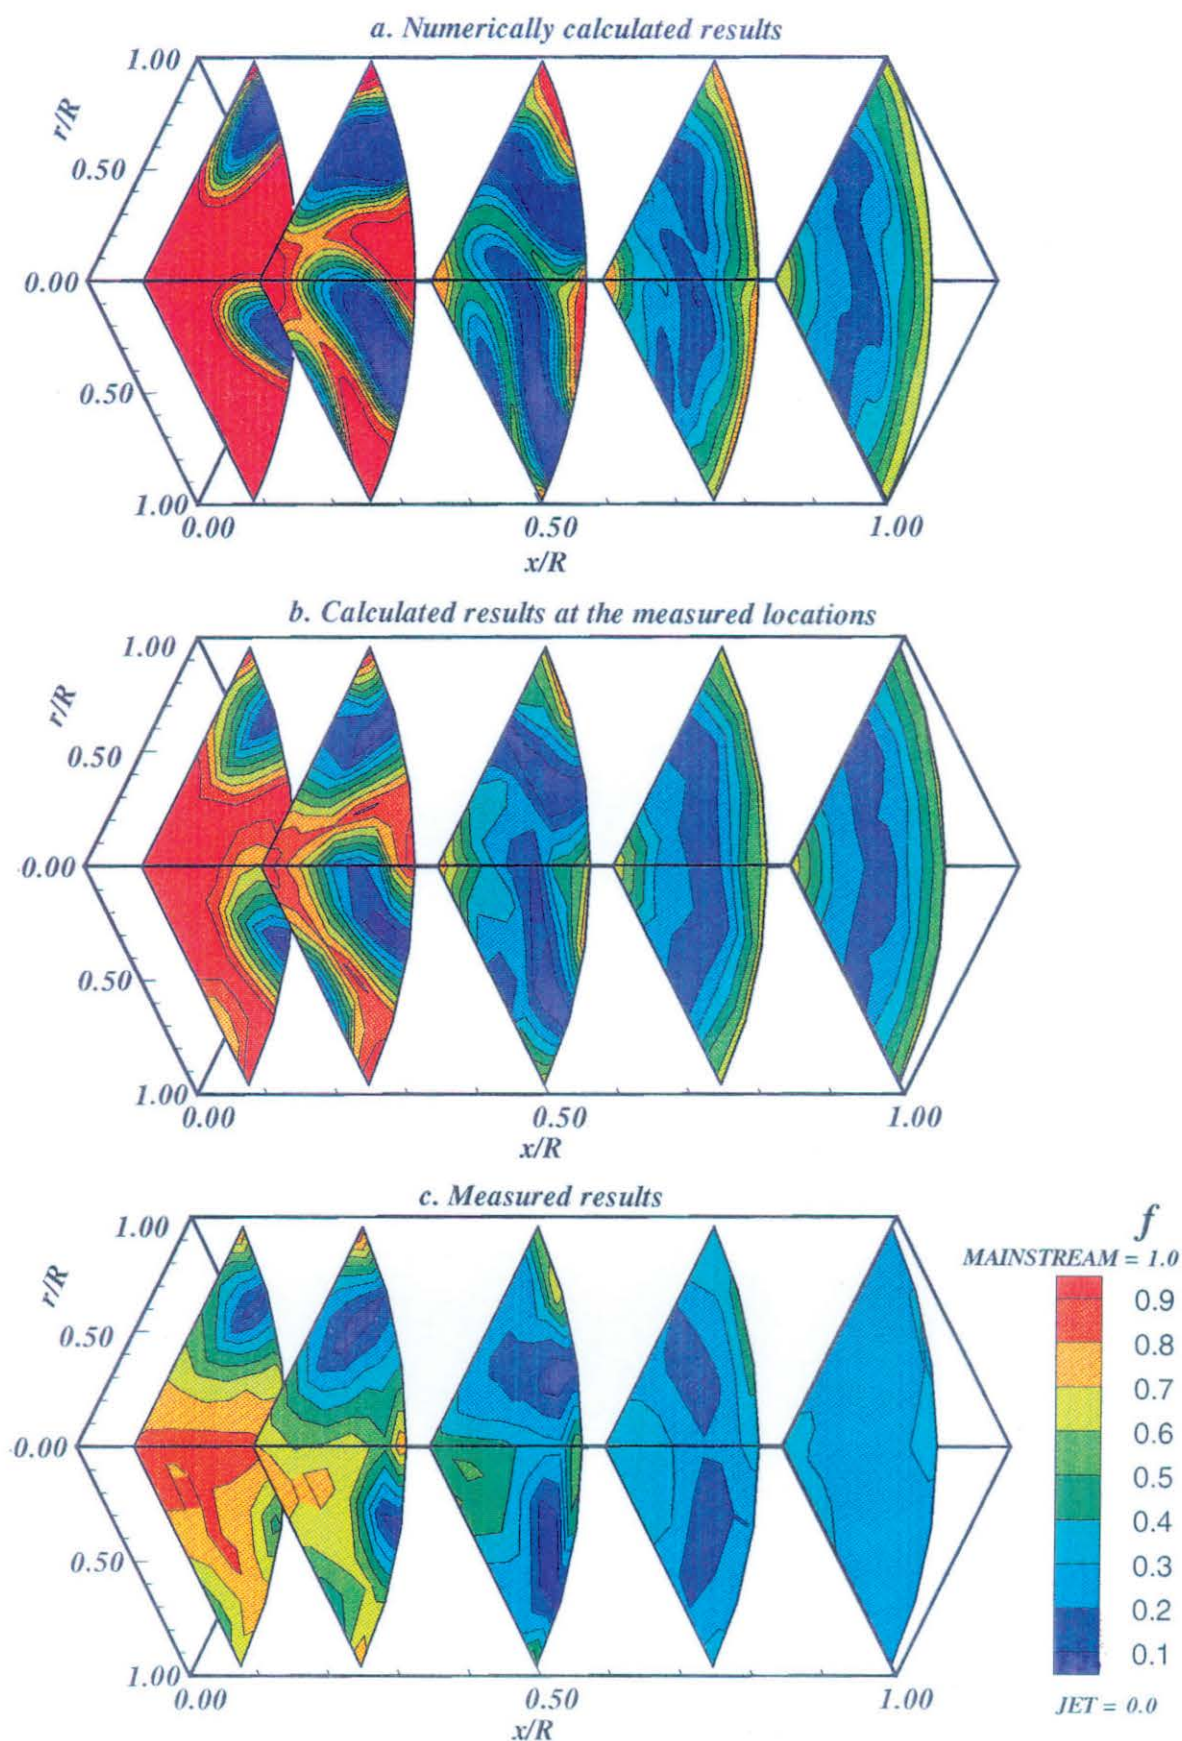 a. Numerically calculated results
1.00
r/R
0.50
0.00
0.50
1.00
0.00 0.50 1.00
x/R
b. Calculated results at the measured locations
1.00
r/R
0.50
-0.00
0.50
1.00
0.00 0.50 1.00
x/R
c. Measured results
1.00
r/R
0.50
-0.00
0.50
1.00
0.00 0.50 1.00
x/R
f
MAINSTREAM = 1.0
0.9
0.8
0.7
0.6
0.5
0.4
0.3
0.2
0.1
JET = 0.0